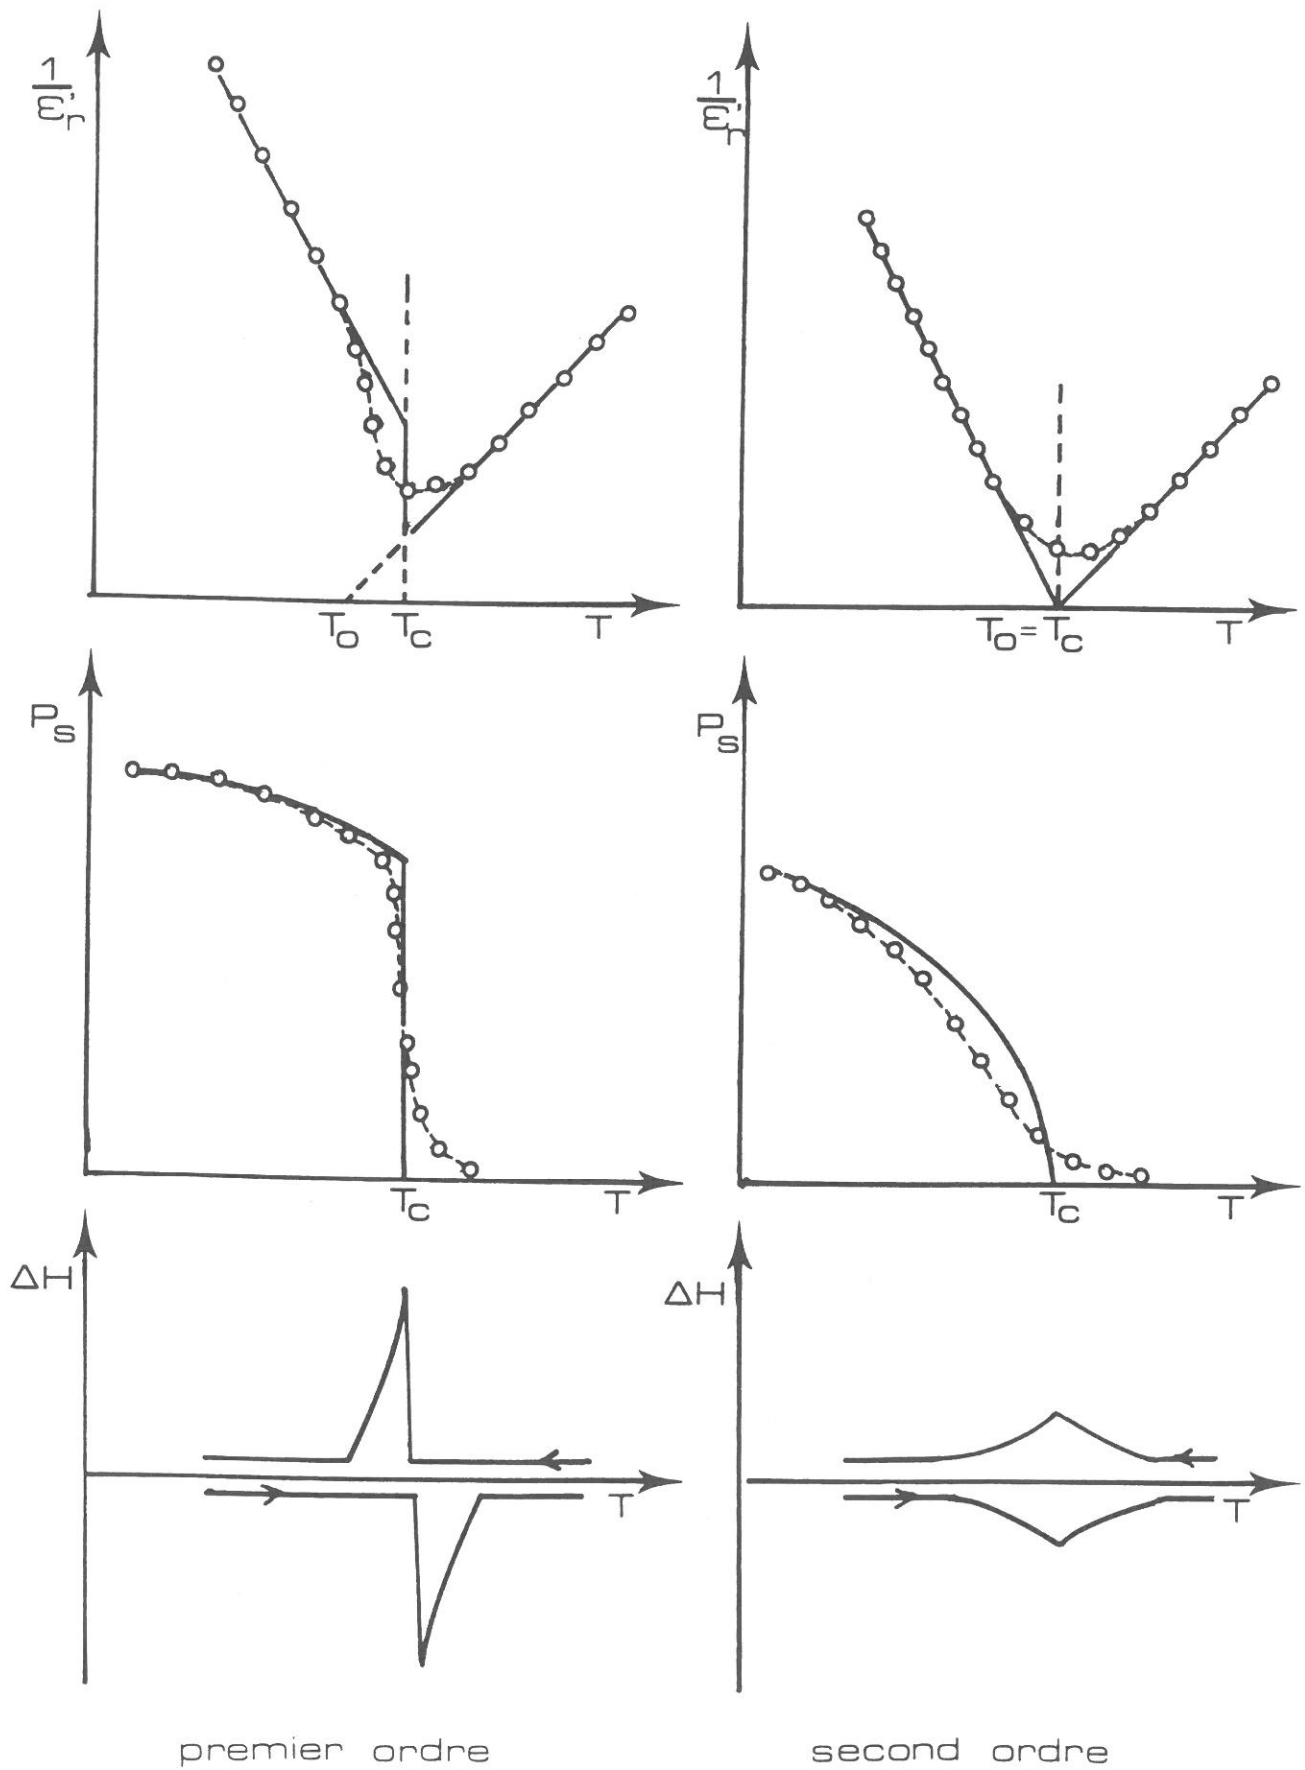 1/ε'r
T0 Tc T
1/ε'r
T0=Tc T
Ps
Tc T
Ps
Tc T
ΔH
T
ΔH
T
premier ordre
second ordre